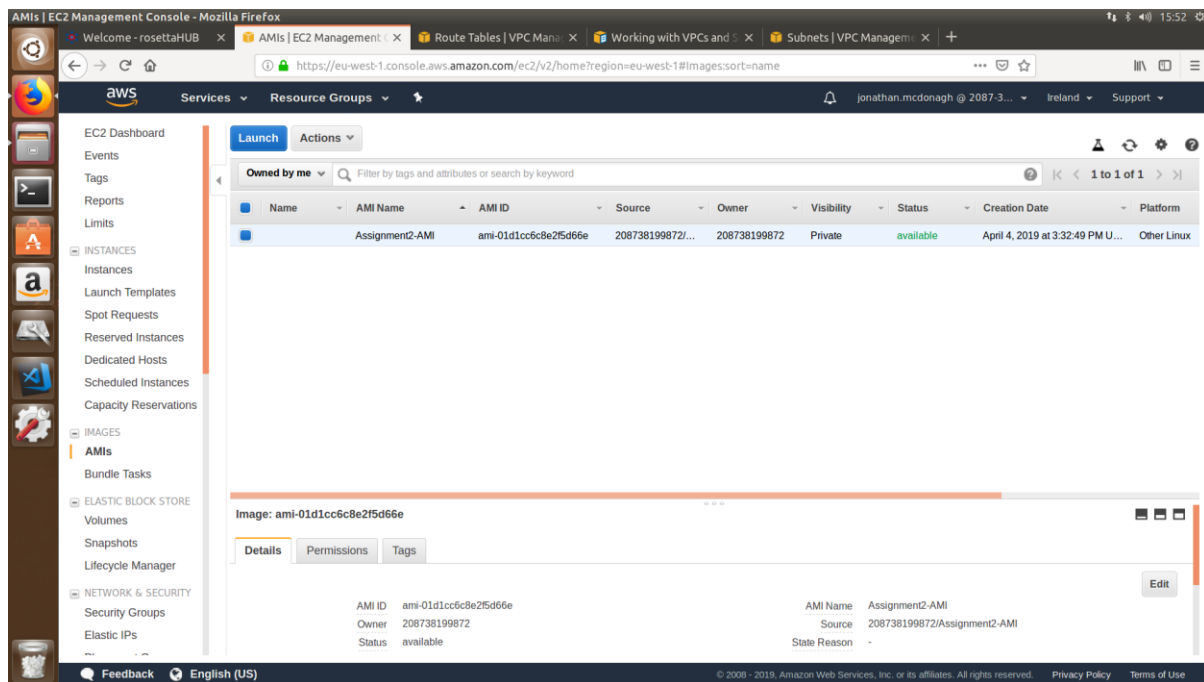 AMIs | EC2 Management Console - Mozilla Firefox
15:52
Welcome - rosettaHUB
AMIs | EC2 Management C
Route Tables | VPC Mana
Working with VPCs and S
Subnets | VPC Manageme
https://eu-west-1.console.aws.amazon.com/ec2/v2/home?region=eu-west-1#Images:sort=name
aws
Services
Resource Groups
jonathan.mcdonagh @ 2087-3...
Ireland
Support
EC2 Dashboard
Events
Tags
Reports
Limits
INSTANCES
Instances
Launch Templates
Spot Requests
Reserved Instances
Dedicated Hosts
Scheduled Instances
Capacity Reservations
IMAGES
AMIs
Bundle Tasks
ELASTIC BLOCK STORE
Volumes
Snapshots
Lifecycle Manager
NETWORK & SECURITY
Security Groups
Elastic IPs
Launch
Actions
Owned by me
Filter by tags and attributes or search by keyword
1 to 1 of 1
Name AMI Name AMI ID Source Owner Visibility Status Creation Date Platform
Assignment2-AMI ami-01d1cc6c8e2f5d66e 208738199872/... 208738199872 Private available April 4, 2019 at 3:32:49 PM U... Other Linux
Image: ami-01d1cc6c8e2f5d66e
Details
Permissions
Tags
Edit
AMI ID ami-01d1cc6c8e2f5d66e
AMI Name Assignment2-AMI
Owner 208738199872
Source 208738199872/Assignment2-AMI
Status available
State Reason -
Feedback
English (US)
© 2008 - 2019, Amazon Web Services, Inc. or its affiliates. All rights reserved.
Privacy Policy
Terms of Use